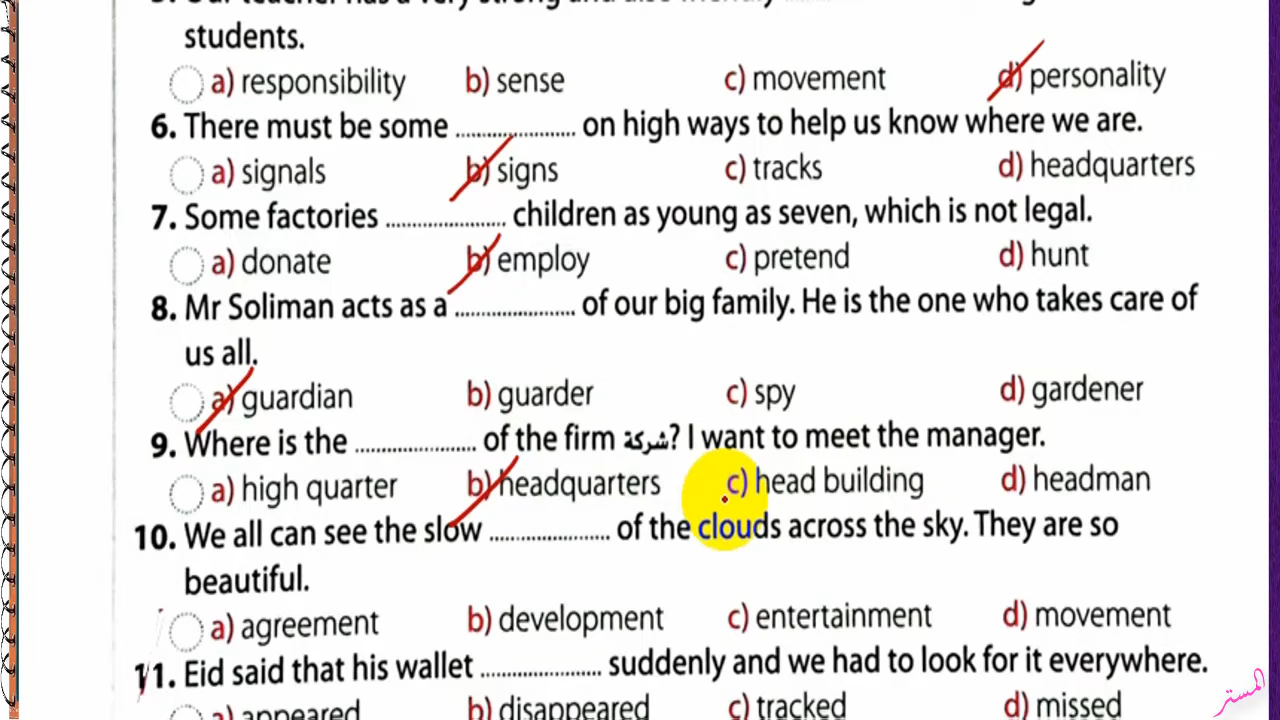 students.
a) responsibility b) sense c) movement d) personality
6. There must be some ...................... on high ways to help us know where we are.
a) signals b) signs c) tracks d) headquarters
7. Some factories ...................... children as young as seven, which is not legal.
a) donate b) employ c) pretend d) hunt
8. Mr Soliman acts as a ...................... of our big family. He is the one who takes care of
us all.
a) guardian b) guarder c) spy d) gardener
9. Where is the ...................... of the firm شركة? I want to meet the manager.
a) high quarter b) headquarters c) head building d) headman
10. We all can see the slow ...................... of the clouds across the sky. They are so
beautiful.
a) agreement b) development c) entertainment d) movement
11. Eid said that his wallet ...................... suddenly and we had to look for it everywhere.
a) appeared b) disappeared c) tracked d) missed
المستر